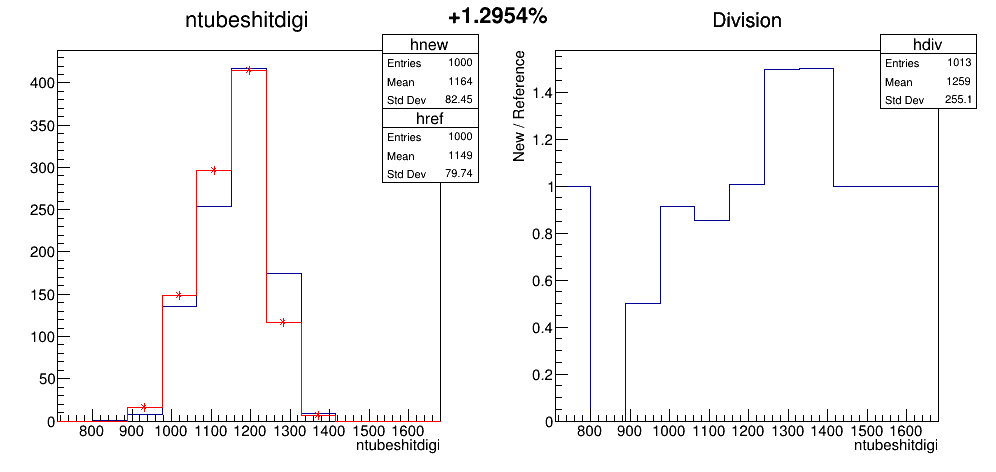 ntubeshitdigi
+1.2954%
Division
hnew
Entries 1000
Mean 1164
Std Dev 82.45
href
Entries 1000
Mean 1149
Std Dev 79.74
400
350
300
250
200
150
100
50
0
800 900 1000 1100 1200 1300 1400 1500 1600
ntubeshitdigi
hdiv
Entries 1013
Mean 1259
Std Dev 255.1
New / Reference
1.4
1.2
1
0.8
0.6
0.4
0.2
0
800 900 1000 1100 1200 1300 1400 1500 1600
ntubeshitdigi